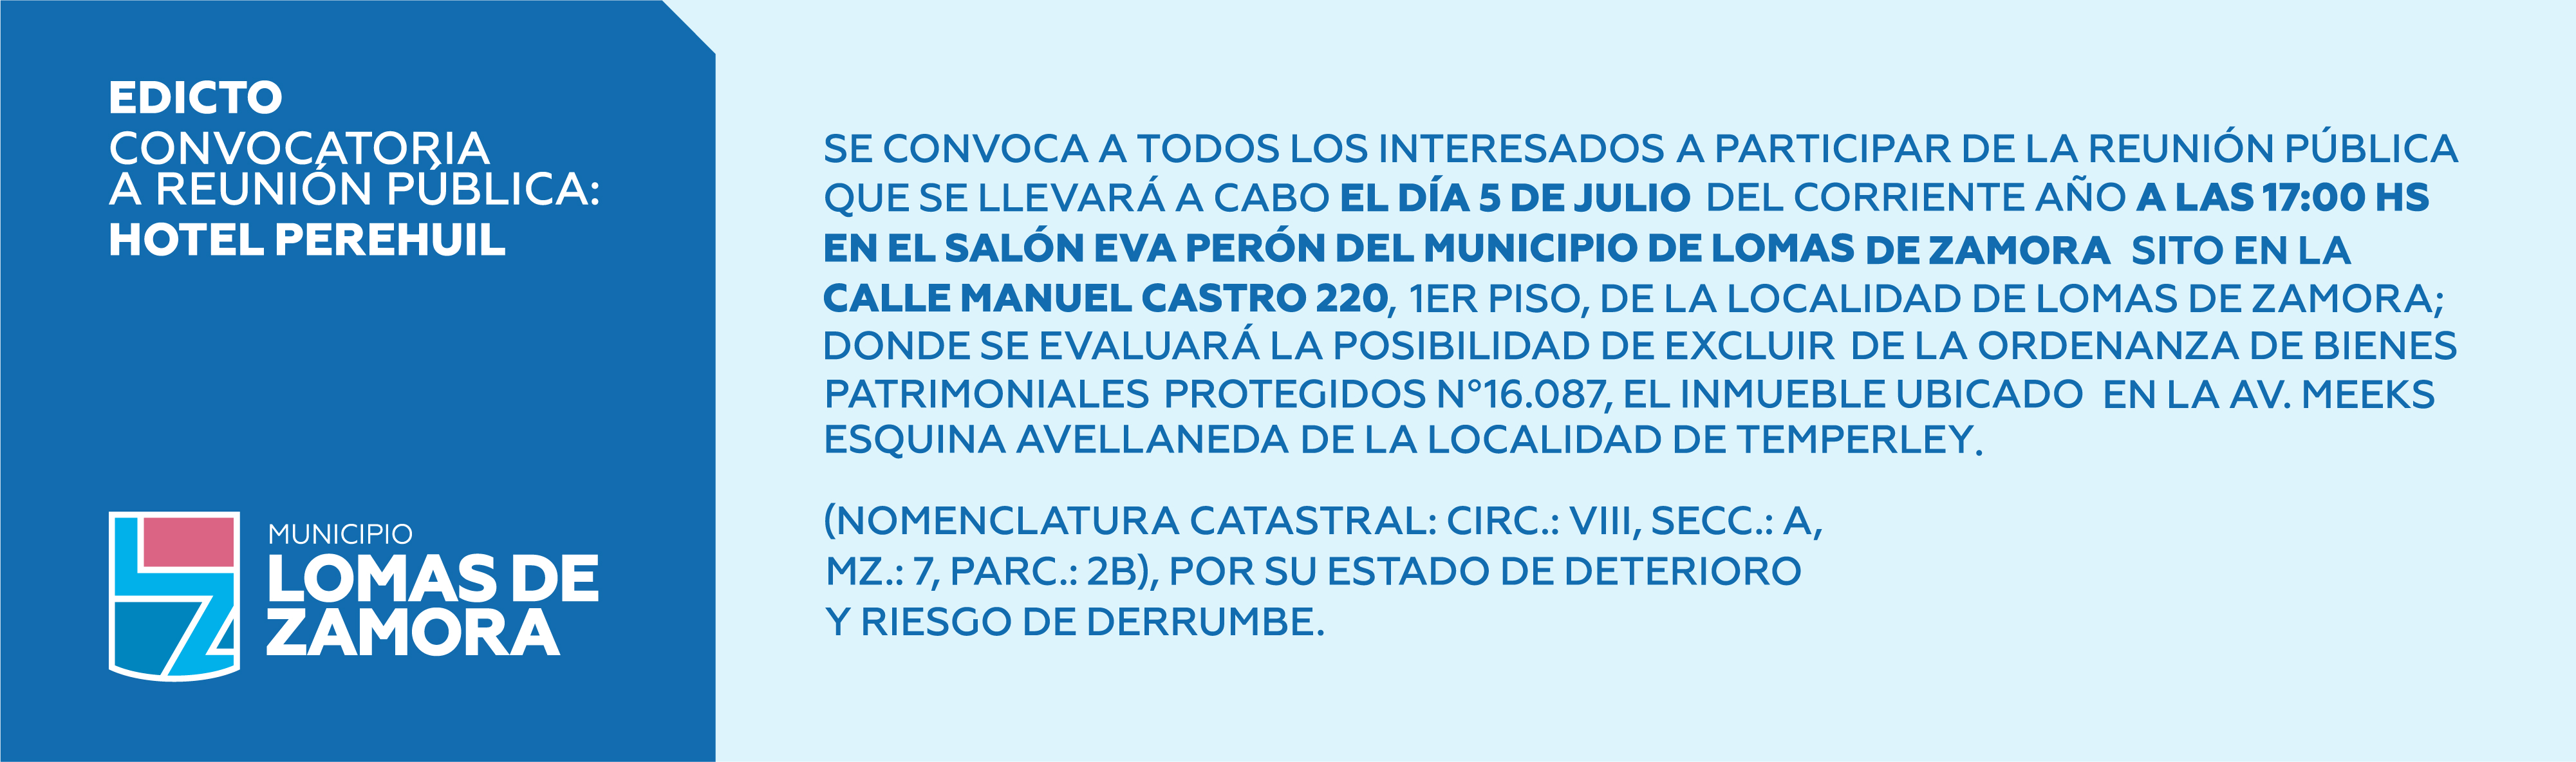 EDICTO
CONVOCATORIA
A REUNIÓN PÚBLICA:
HOTEL PEREHUIL
MUNICIPIO
LOMAS DE
ZAMORA
SE CONVOCA A TODOS LOS INTERESADOS A PARTICIPAR DE LA REUNIÓN PÚBLICA
QUE SE LLEVARÁ A CABO EL DÍA 5 DE JULIO DEL CORRIENTE AÑO A LAS 17:00 HS
EN EL SALÓN EVA PERÓN DEL MUNICIPIO DE LOMAS DE ZAMORA SITO EN LA
CALLE MANUEL CASTRO 220, 1ER PISO, DE LA LOCALIDAD DE LOMAS DE ZAMORA;
DONDE SE EVALUARÁ LA POSIBILIDAD DE EXCLUIR DE LA ORDENANZA DE BIENES
PATRIMONIALES PROTEGIDOS N°16.087, EL INMUEBLE UBICADO EN LA AV. MEEKS
ESQUINA AVELLANEDA DE LA LOCALIDAD DE TEMPERLEY.
(NOMENCLATURA CATASTRAL: CIRC.: VIII, SECC.: A,
MZ.: 7, PARC.: 2B), POR SU ESTADO DE DETERIORO
Y RIESGO DE DERRUMBE.